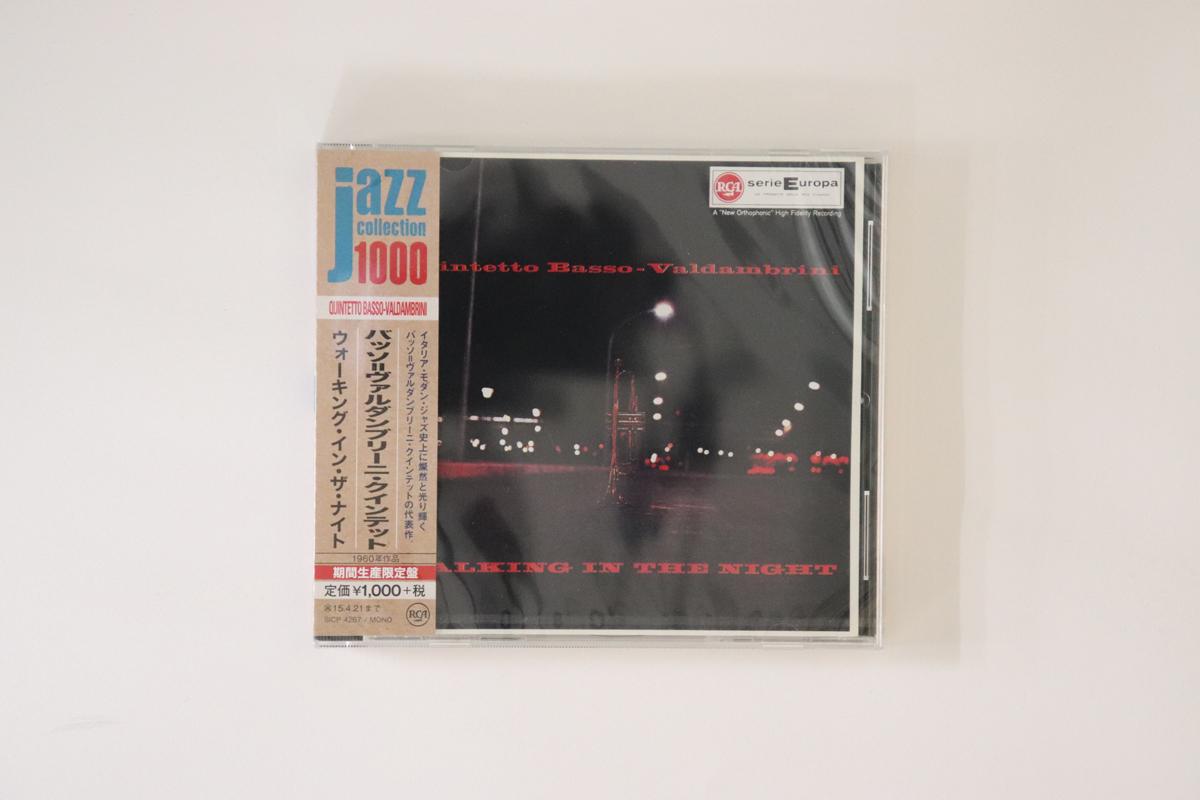 jazz
collection
1000
QUINTETTO BASSO-VALDAMBRINI
イタリア・モダン・ジャズ史上に燦然と光り輝く
バッソ=ヴァルダンブリーニ・クインテットの代表作。
バッソ=ヴァルダンブリーニ・クインテット
ウォーキング・イン・ザ・ナイト
1960年作品
期間生産限定盤
定価¥1,000+税
㋰15.4.21まで
SICP 4267 / MONO
RCA
RCA
serieEuropa
A "New Orthophonic" High Fidelity Recording
intetto Basso-Valdambrini
ALKING IN THE NIGHT